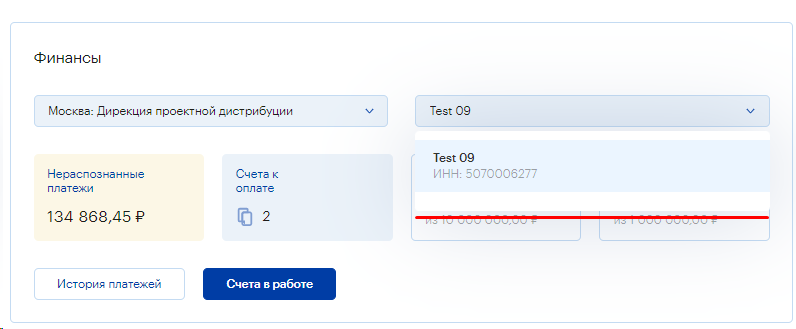 Финансы
Москва: Дирекция проектной дистрибуции
Test 09
Test 09
ИНН: 5070006277
Нераспознанные
платежи
134 868,45 ₽
Счета к
оплате
2
из 10 000 000,00 ₽
из 1 000 000,00 ₽
История платежей
Счета в работе